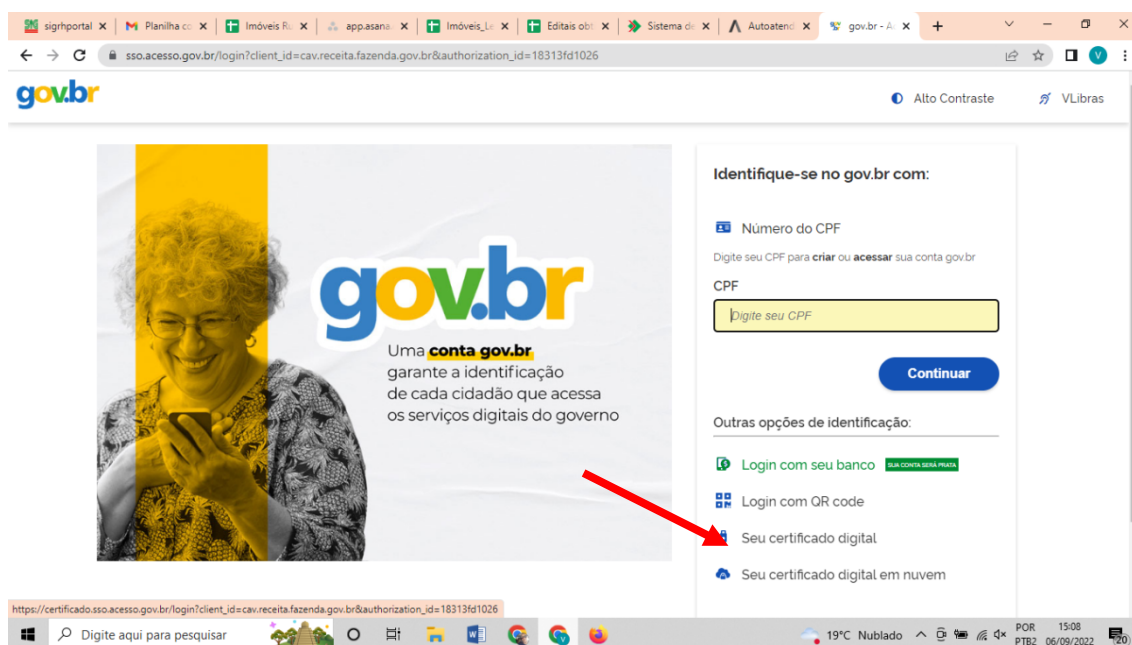 sigrhportal
Planilha co
Imóveis Ru
app.asana.
Imóveis_Le
Editais obt
Sistema de
Autoatend
gov.br - A
sso.acesso.gov.br/login?client_id=cav.receita.fazenda.gov.br&authorization_id=18313fd1026
V
gov.br
Alto Contraste
VLibras
gov.br
Uma conta gov.br
garante a identificação
de cada cidadão que acessa
os serviços digitais do governo
Identifique-se no gov.br com:
Número do CPF
Digite seu CPF para criar ou acessar sua conta gov.br
CPF
Digite seu CPF
Continuar
Outras opções de identificação:
Login com seu banco SUA CONTA SERÁ PRATA
Login com QR code
Seu certificado digital
Seu certificado digital em nuvem
https://certificado.sso.acesso.gov.br/login?client_id=cav.receita.fazenda.gov.br&authorization_id=18313fd1026
Digite aqui para pesquisar
19°C Nublado
POR
PTB2
15:08
06/09/2022
20